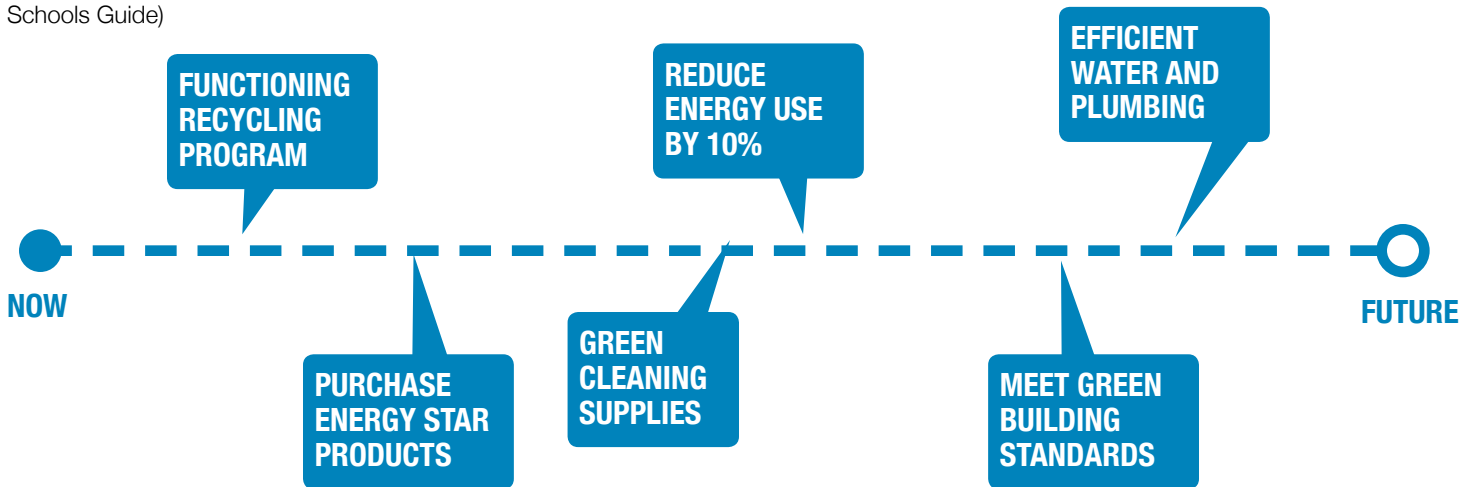 Schools Guide)
FUNCTIONING
RECYCLING
PROGRAM
REDUCE
ENERGY USE
BY 10%
EFFICIENT
WATER AND
PLUMBING
NOW
FUTURE
PURCHASE
ENERGY STAR
PRODUCTS
GREEN
CLEANING
SUPPLIES
MEET GREEN
BUILDING
STANDARDS